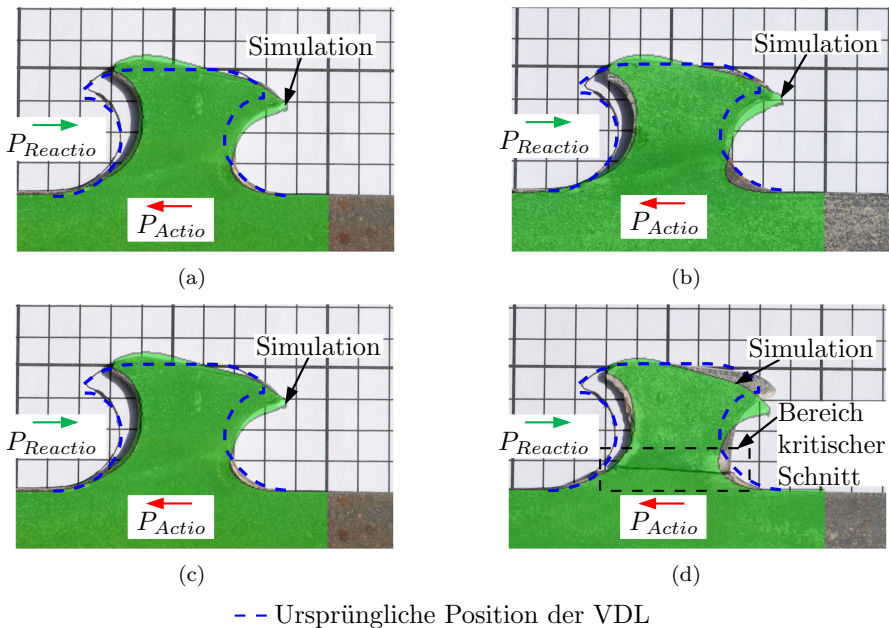 Simulation
P_Reactio
P_Actio
(a)
Simulation
P_Reactio
P_Actio
(b)
Simulation
P_Reactio
P_Actio
(c)
Simulation
Bereich
kritischer
Schnitt
P_Reactio
P_Actio
(d)
Ursprüngliche Position der VDL